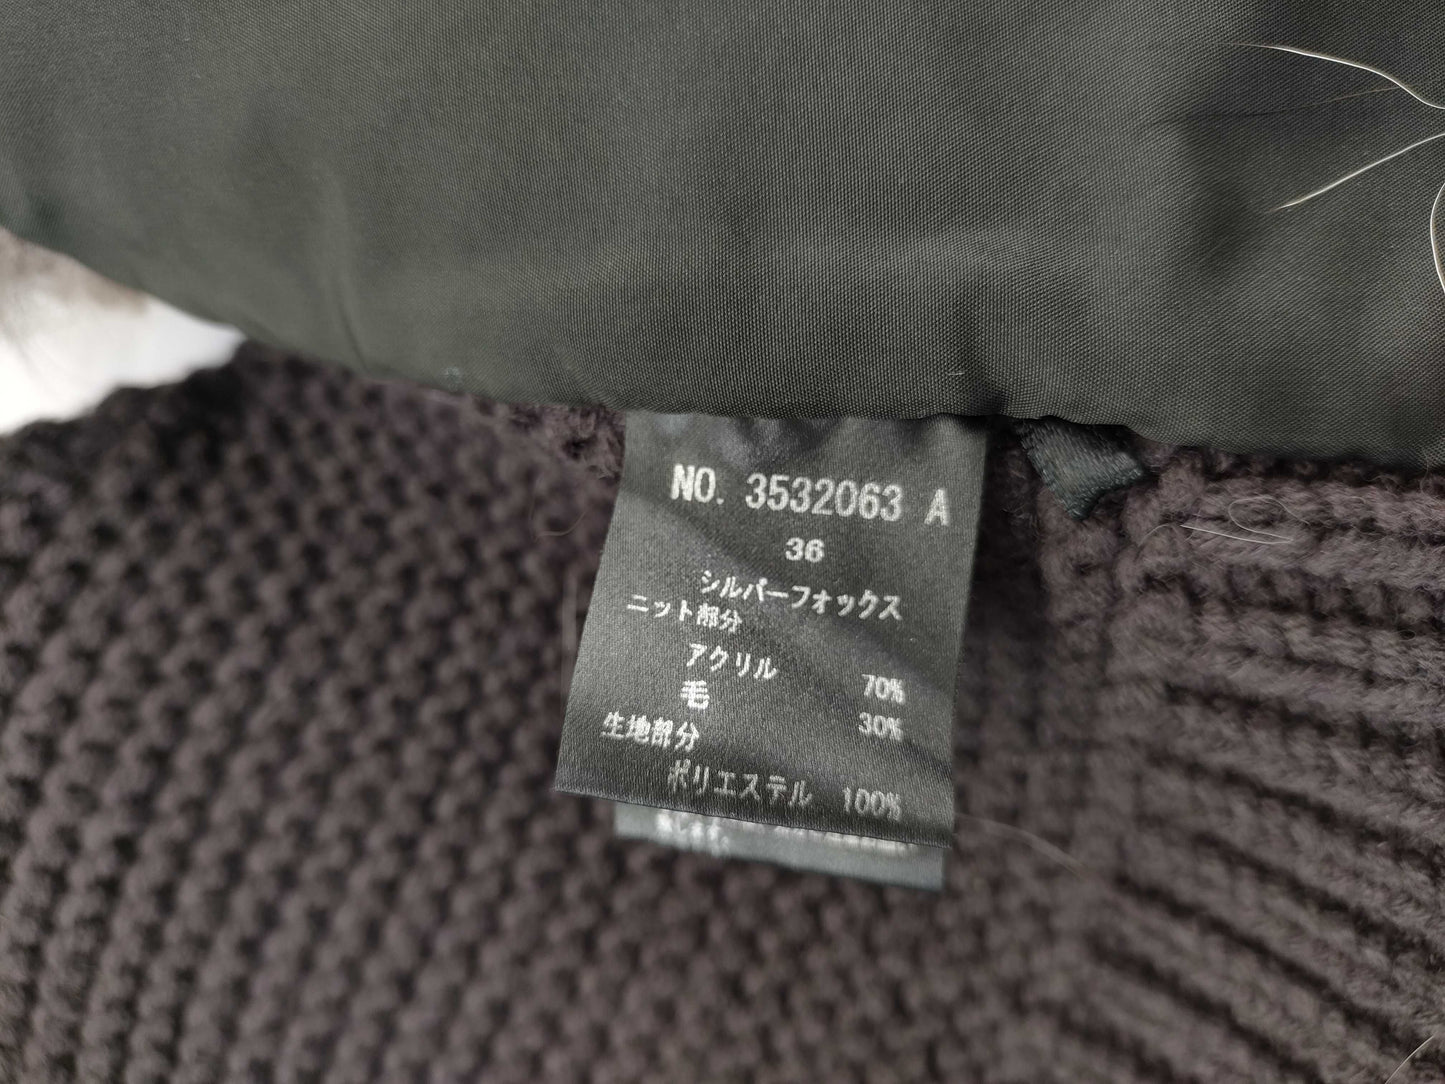 NO. 3532063 A
36
シルバーフォックス
ニット部分
アクリル 70%
毛 30%
生地部分
ポリエステル 100%